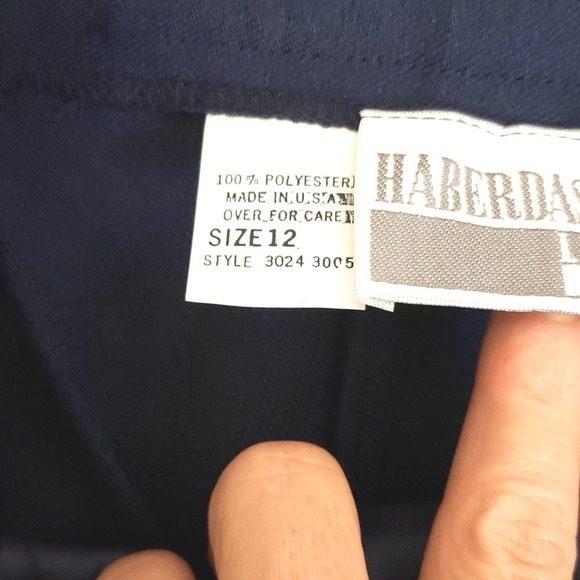 100% POLYESTER
MADE IN U.S.A.
OVER FOR CARE
SIZE 12
STYLE 3024 3005
HABERDAS